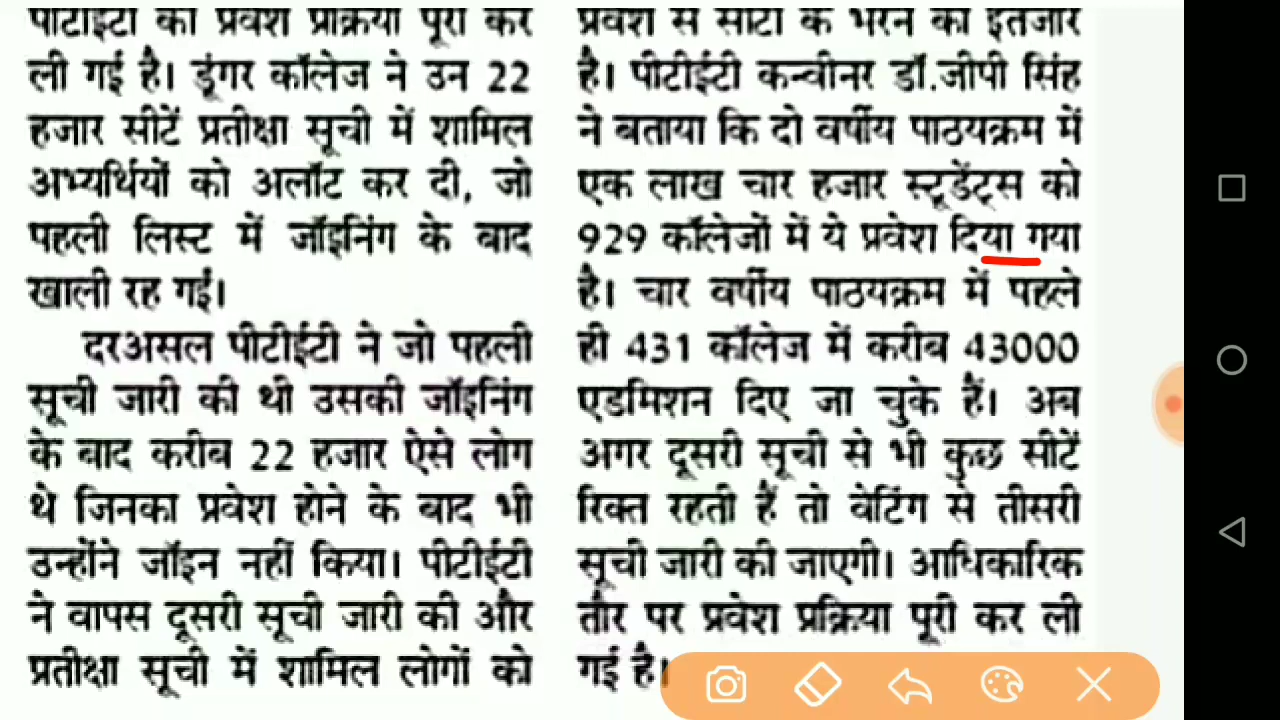 पीटीईटी की प्रवेश प्रक्रिया पूरी कर
ली गई है। डूंगर कॉलेज ने उन 22
हजार सीटें प्रतीक्षा सूची में शामिल
अभ्यर्थियों को अलॉट कर दी, जो
पहली लिस्ट में जॉइनिंग के बाद
खाली रह गईं।
दरअसल पीटीईटी ने जो पहली
सूची जारी की थी उसकी जॉइनिंग
के बाद करीब 22 हजार ऐसे लोग
थे जिनका प्रवेश होने के बाद भी
उन्होंने जॉइन नहीं किया। पीटीईटी
ने वापस दूसरी सूची जारी की और
प्रतीक्षा सूची में शामिल लोगों को
प्रवेश से सीटों के भरने का इंतजार
है। पीटीईटी कन्वीनर डॉ.जीपी सिंह
ने बताया कि दो वर्षीय पाठयक्रम में
एक लाख चार हजार स्टूडेंट्स को
929 कॉलेजों में ये प्रवेश दिया गया
है। चार वर्षीय पाठयक्रम में पहले
ही 431 कॉलेज में करीब 43000
एडमिशन दिए जा चुके हैं। अब
अगर दूसरी सूची से भी कुछ सीटें
रिक्त रहती हैं तो वेटिंग से तीसरी
सूची जारी की जाएगी। आधिकारिक
तौर पर प्रवेश प्रक्रिया पूरी कर ली
गई है।